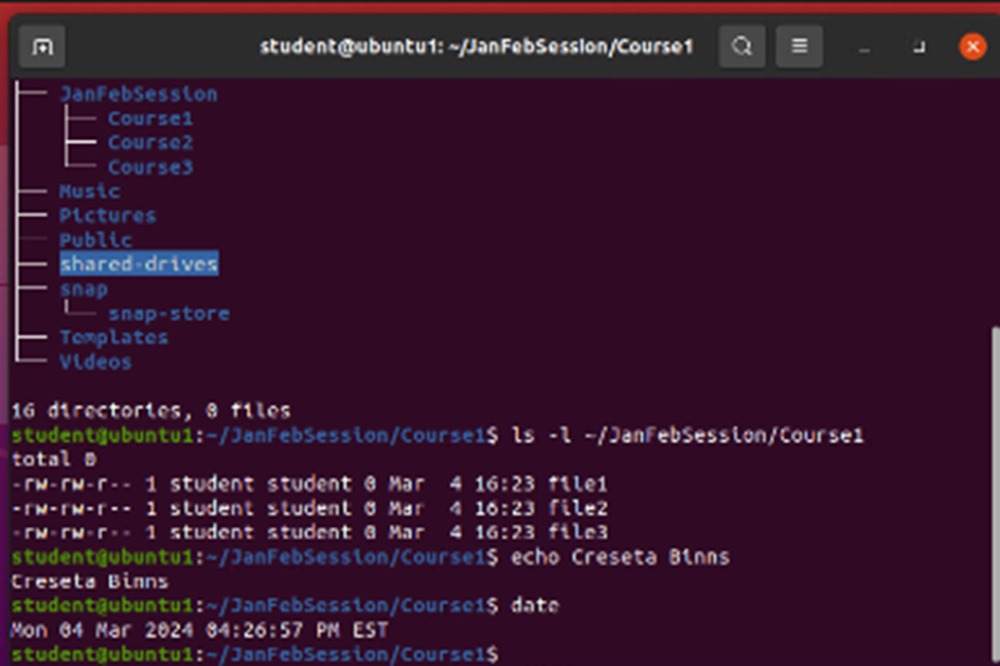 student@ubuntu1: ~/JanFebSession/Course1
├── JanFebSession
│   ├── Course1
│   ├── Course2
│   └── Course3
├── Music
├── Pictures
├── Public
├── shared-drives
├── snap
│   └── snap-store
├── Templates
└── Videos
16 directories, 0 files
student@ubuntu1:~/JanFebSession/Course1$ ls -l ~/JanFebSession/Course1
total 0
-rw-rw-r-- 1 student student 0 Mar  4 16:23 file1
-rw-rw-r-- 1 student student 0 Mar  4 16:23 file2
-rw-rw-r-- 1 student student 0 Mar  4 16:23 file3
student@ubuntu1:~/JanFebSession/Course1$ echo Creseta Binns
Creseta Binns
student@ubuntu1:~/JanFebSession/Course1$ date
Mon 04 Mar 2024 04:26:57 PM EST
student@ubuntu1:~/JanFebSession/Course1$